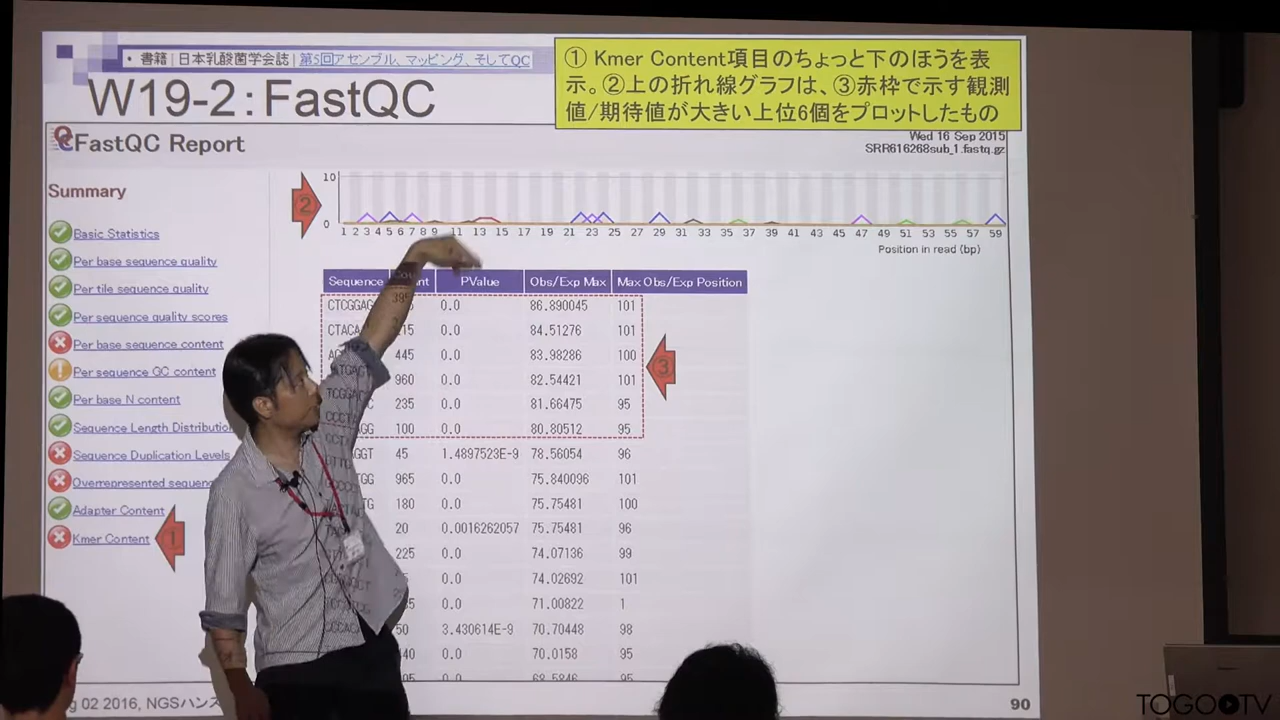 • 書籍 | 日本乳酸菌学会誌 | 第5回アセンブル、マッピング、そしてQC
W19-2：FastQC
① Kmer Content項目のちょっと下のほうを表
示。②上の折れ線グラフは、③赤枠で示す観測
値/期待値が大きい上位6個をプロットしたもの
FastQC Report
Wed 16 Sep 2015
SRR616268sub_1.fastq.gz
Summary
Basic Statistics
Per base sequence quality
Per tile sequence quality
Per sequence quality scores
Per base sequence content
Per sequence GC content
Per base N content
Sequence Length Distribution
Sequence Duplication Levels
Overrepresented
Adapter Content
Kmer Content
①
②
10
0
1 2 3 4 5 6 7 8 9 11 13 15 17 19 21 23 25 27 29 31 33 35 37 39 41 43 45 47 49 51 53 55 57 59
Position in read (bp)
Sequence PValue Obs/Exp Max Max Obs/Exp Position
0.0 86.890045 101
0.0 84.51276 101
445 0.0 83.98286 100
960 0.0 82.54421 101
235 0.0 81.66475 95
100 0.0 80.80512 95
45 1.4897523E-9 78.56054 96
965 0.0 75.840096 101
180 0.0 75.75481 100
20 0.0016262057 75.75481 96
225 0.0 74.07136 99
0.0 74.02692 101
0.0 71.00822 1
50 3.430614E-9 70.70448 98
0.0 70.0158 95
③
02 2016, NGSハンズ
90
TOGOTV